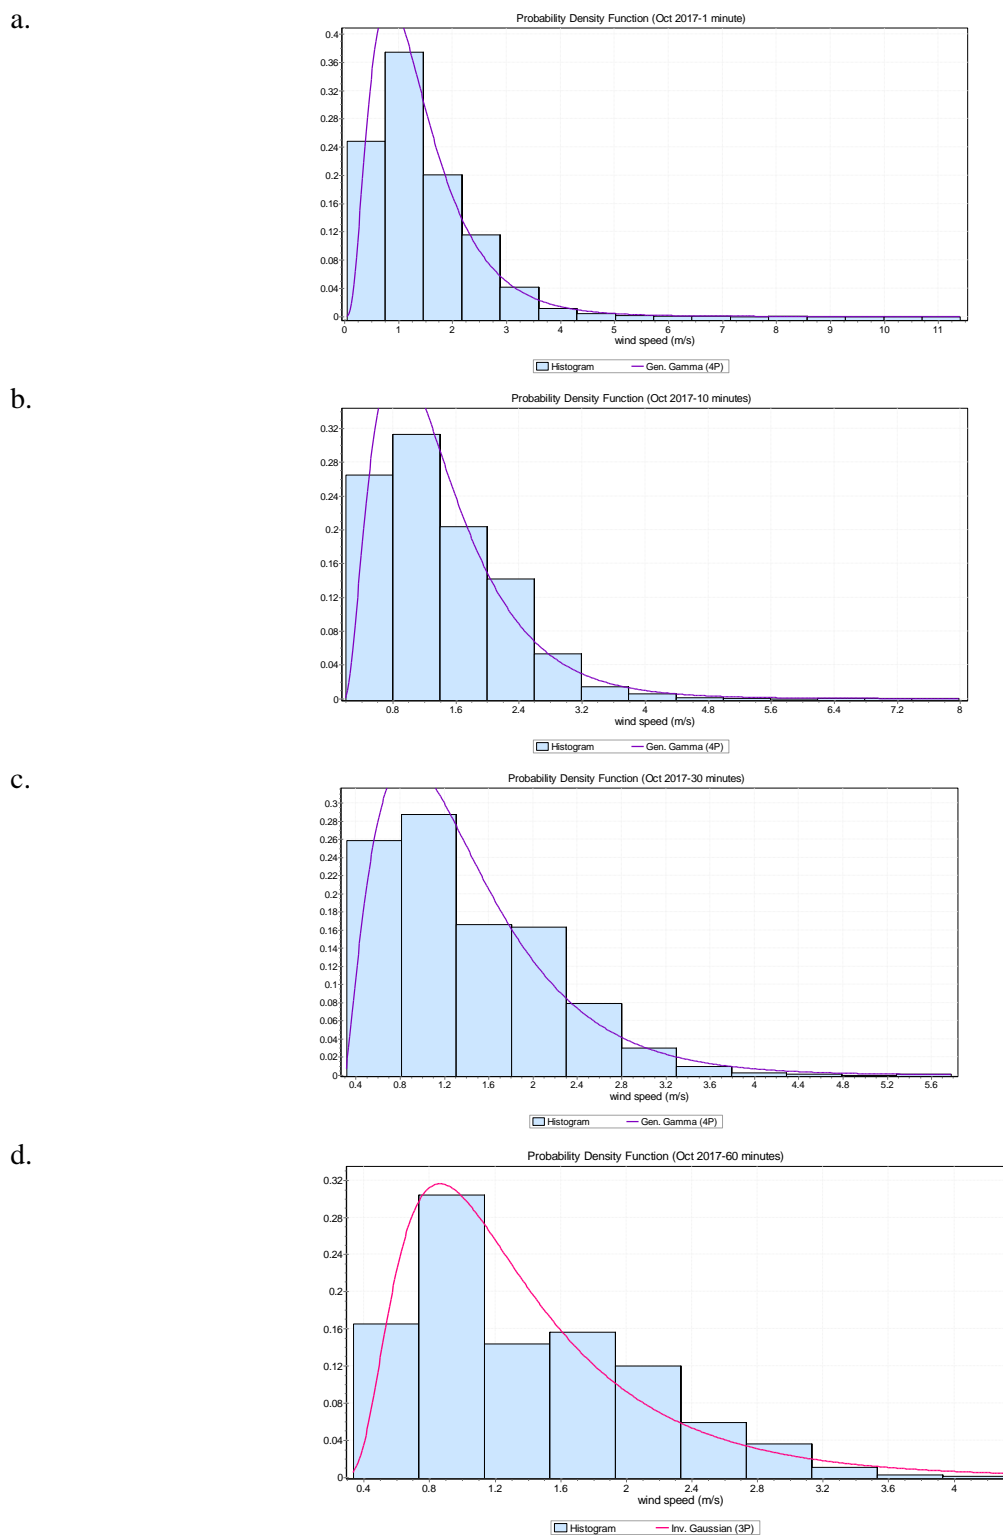 a.
Probability Density Function (Oct 2017-1 minute)
0.4
0.36
0.32
0.28
0.24
0.2
0.16
0.12
0.08
0.04
0
0 1 2 3 4 5 6 7 8 9 10 11
wind speed (m/s)
Histogram Gen. Gamma (4P)
b.
Probability Density Function (Oct 2017-10 minutes)
0.32
0.28
0.24
0.2
0.16
0.12
0.08
0.04
0
0.8 1.6 2.4 3.2 4 4.8 5.6 6.4 7.2 8
wind speed (m/s)
Histogram Gen. Gamma (4P)
c.
Probability Density Function (Oct 2017-30 minutes)
0.3
0.28
0.26
0.24
0.22
0.2
0.18
0.16
0.14
0.12
0.1
0.08
0.06
0.04
0.02
0
0.4 0.8 1.2 1.6 2 2.4 2.8 3.2 3.6 4 4.4 4.8 5.2 5.6
wind speed (m/s)
Histogram Gen. Gamma (4P)
d.
Probability Density Function (Oct 2017-60 minutes)
0.32
0.28
0.24
0.2
0.16
0.12
0.08
0.04
0
0.4 0.8 1.2 1.6 2 2.4 2.8 3.2 3.6 4
wind speed (m/s)
Histogram Inv. Gaussian (3P)